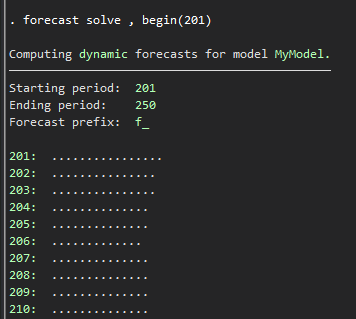 . forecast solve , begin(201)
Computing dynamic forecasts for model MyModel.
Starting period:  201
Ending period:    250
Forecast prefix:  f_
201:  ................
202:  ...............
203:  ...............
204:  ..............
205:  ..............
206:  .............
207:  ..............
208:  ..............
209:  ..............
210:  ..............